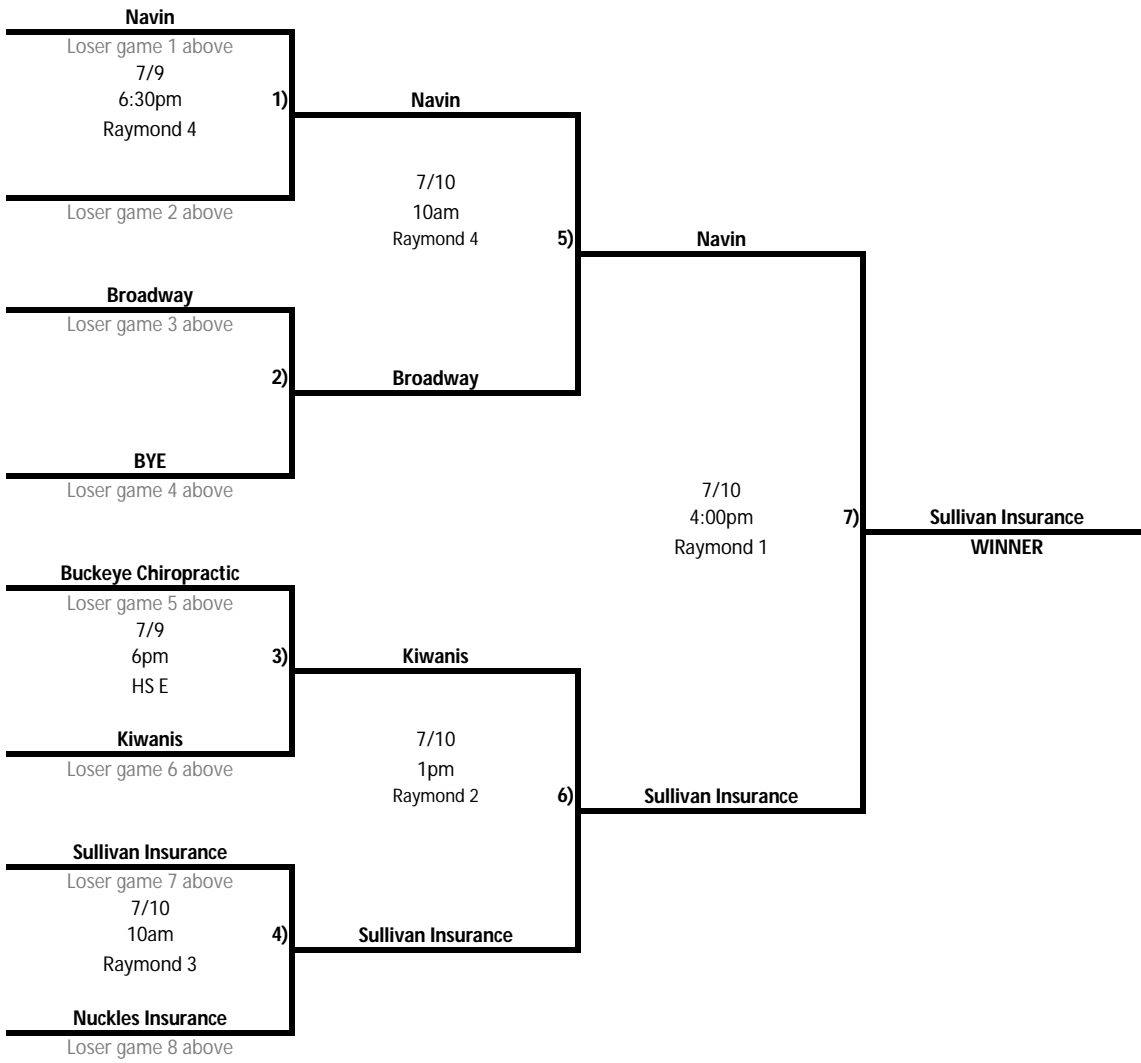 Navin
Loser game 1 above
7/9
6:30pm
Raymond 4
1)
Loser game 2 above
Broadway
Loser game 3 above
2)
BYE
Loser game 4 above
Buckeye Chiropractic
Loser game 5 above
7/9
6pm
HS E
3)
Kiwanis
Loser game 6 above
Sullivan Insurance
Loser game 7 above
7/10
10am
Raymond 3
4)
Nuckles Insurance
Loser game 8 above
Navin
7/10
10am
Raymond 4
5)
Broadway
Kiwanis
7/10
1pm
Raymond 2
6)
Sullivan Insurance
Navin
7/10
4:00pm
Raymond 1
7)
Sullivan Insurance
Sullivan Insurance
WINNER